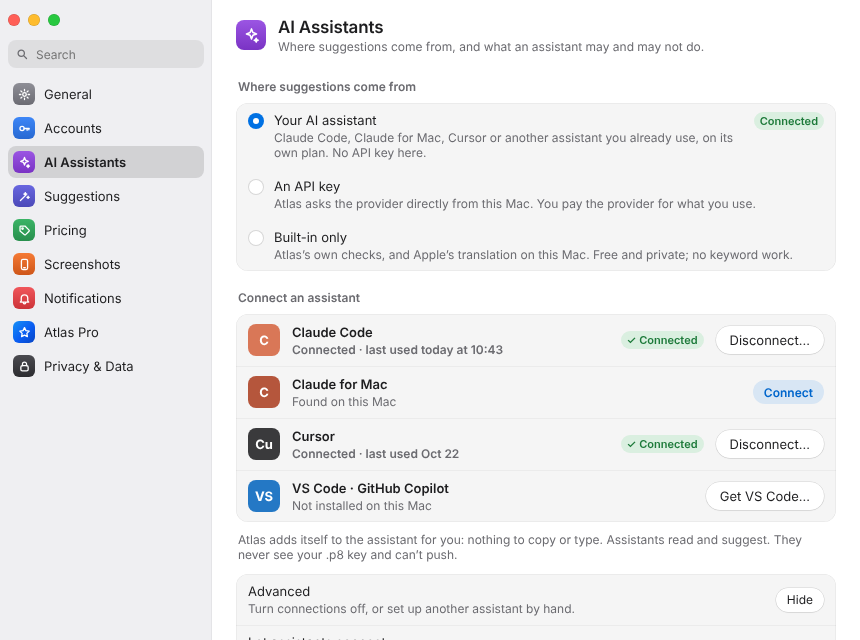 Search
General
Accounts
AI Assistants
Suggestions
Pricing
Screenshots
Notifications
Atlas Pro
Privacy & Data
AI Assistants
Where suggestions come from, and what an assistant may and may not do.
Where suggestions come from
Your AI assistant
Connected
Claude Code, Claude for Mac, Cursor or another assistant you already use, on its
own plan. No API key here.
An API key
Atlas asks the provider directly from this Mac. You pay the provider for what you use.
Built-in only
Atlas’s own checks, and Apple’s translation on this Mac. Free and private; no keyword work.
Connect an assistant
C
Claude Code
Connected · last used today at 10:43
✓ Connected
Disconnect...
C
Claude for Mac
Found on this Mac
Connect
Cu
Cursor
Connected · last used Oct 22
✓ Connected
Disconnect...
VS
VS Code · GitHub Copilot
Not installed on this Mac
Get VS Code...
Atlas adds itself to the assistant for you: nothing to copy or type. Assistants read and suggest. They
never see your .p8 key and can’t push.
Advanced
Turn connections off, or set up another assistant by hand.
Hide